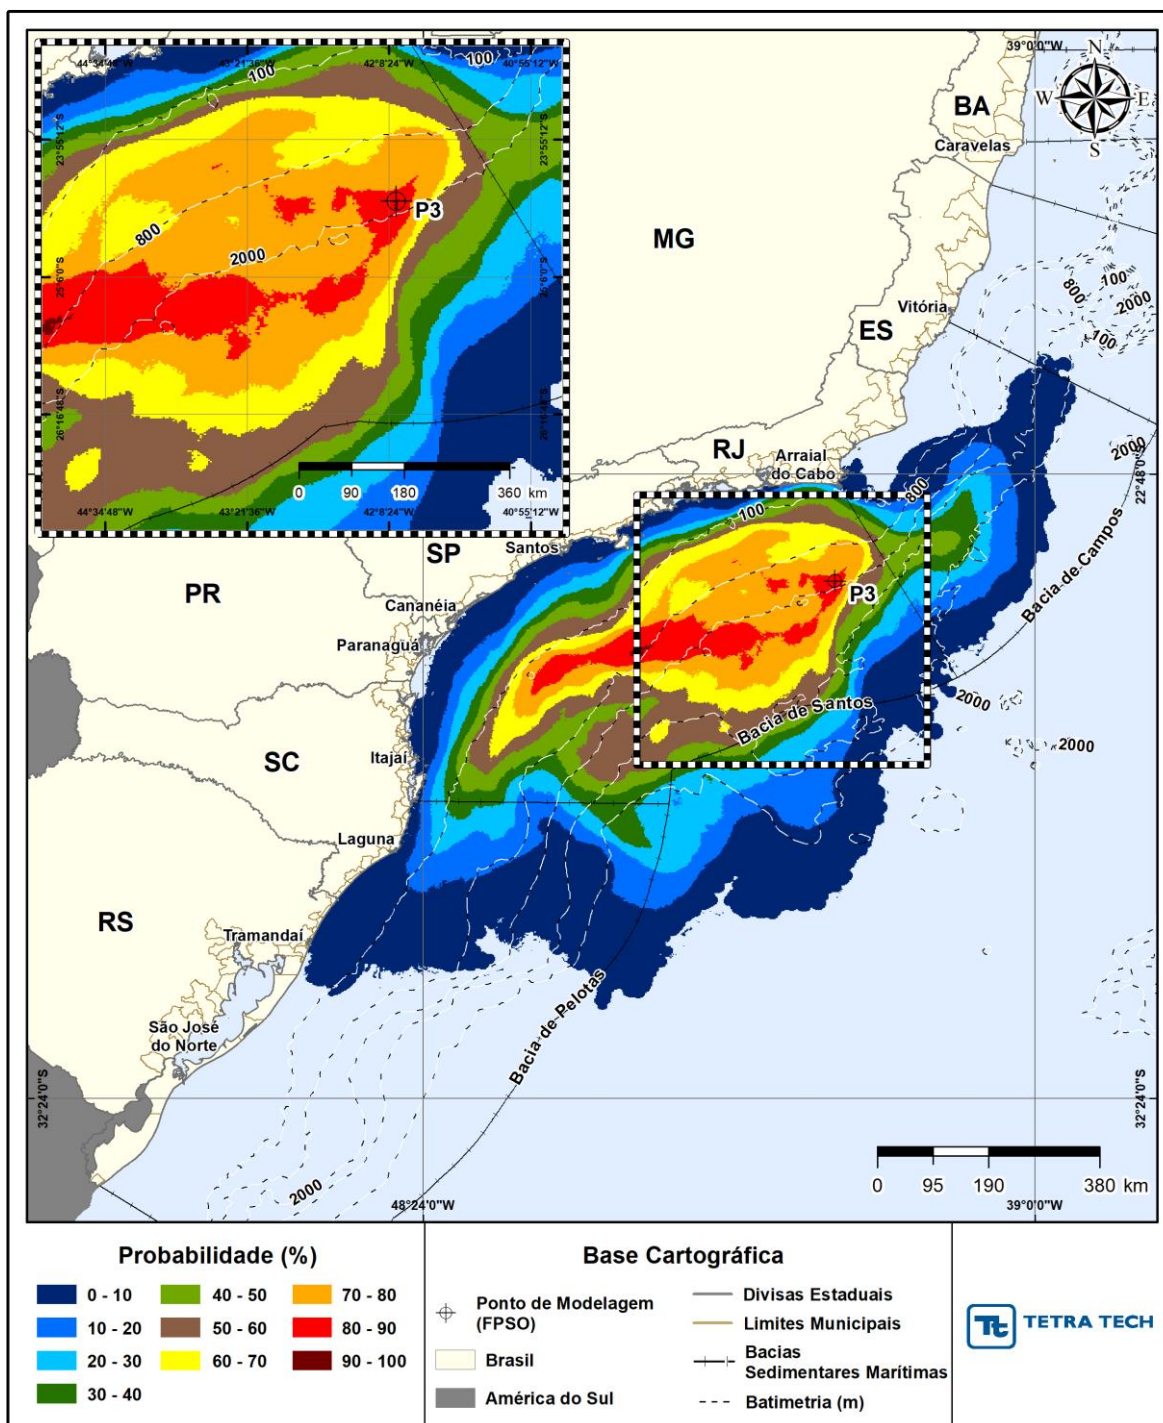 44°34'48"W
43°21'36"W
42°8'24"W
40°55'12"W
100
100
23°55'12"S
23°55'12"S
800
P3
2000
25°6'0"S
25°6'0"S
26°16'48"S
26°16'48"S
0 90 180 360 km
44°34'48"W
43°21'36"W
42°8'24"W
40°55'12"W
39°0'0"W
N
W
E
S
BA
Caravelas
MG
800
100
2000
Vitória
100
ES
RJ
Arraial
do Cabo
2000
22°48'0"S
800
100
Bacia de Campos
SP
Santos
PR
P3
Cananéia
Paranaguá
2000
Bacia de Santos
2000
SC
Itajaí
Laguna
RS
Tramandaí
Bacia de Pelotas
São José
do Norte
32°24'0"S
32°24'0"S
2000
48°24'0"W
39°0'0"W
0 95 190 380 km
Probabilidade (%)
0 - 10
10 - 20
20 - 30
30 - 40
40 - 50
50 - 60
60 - 70
70 - 80
80 - 90
90 - 100
Base Cartográfica
Ponto de Modelagem
(FPSO)
Brasil
América do Sul
Divisas Estaduais
Limites Municipais
Bacias
Sedimentares Marítimas
Batimetria (m)
Tt
TETRA TECH